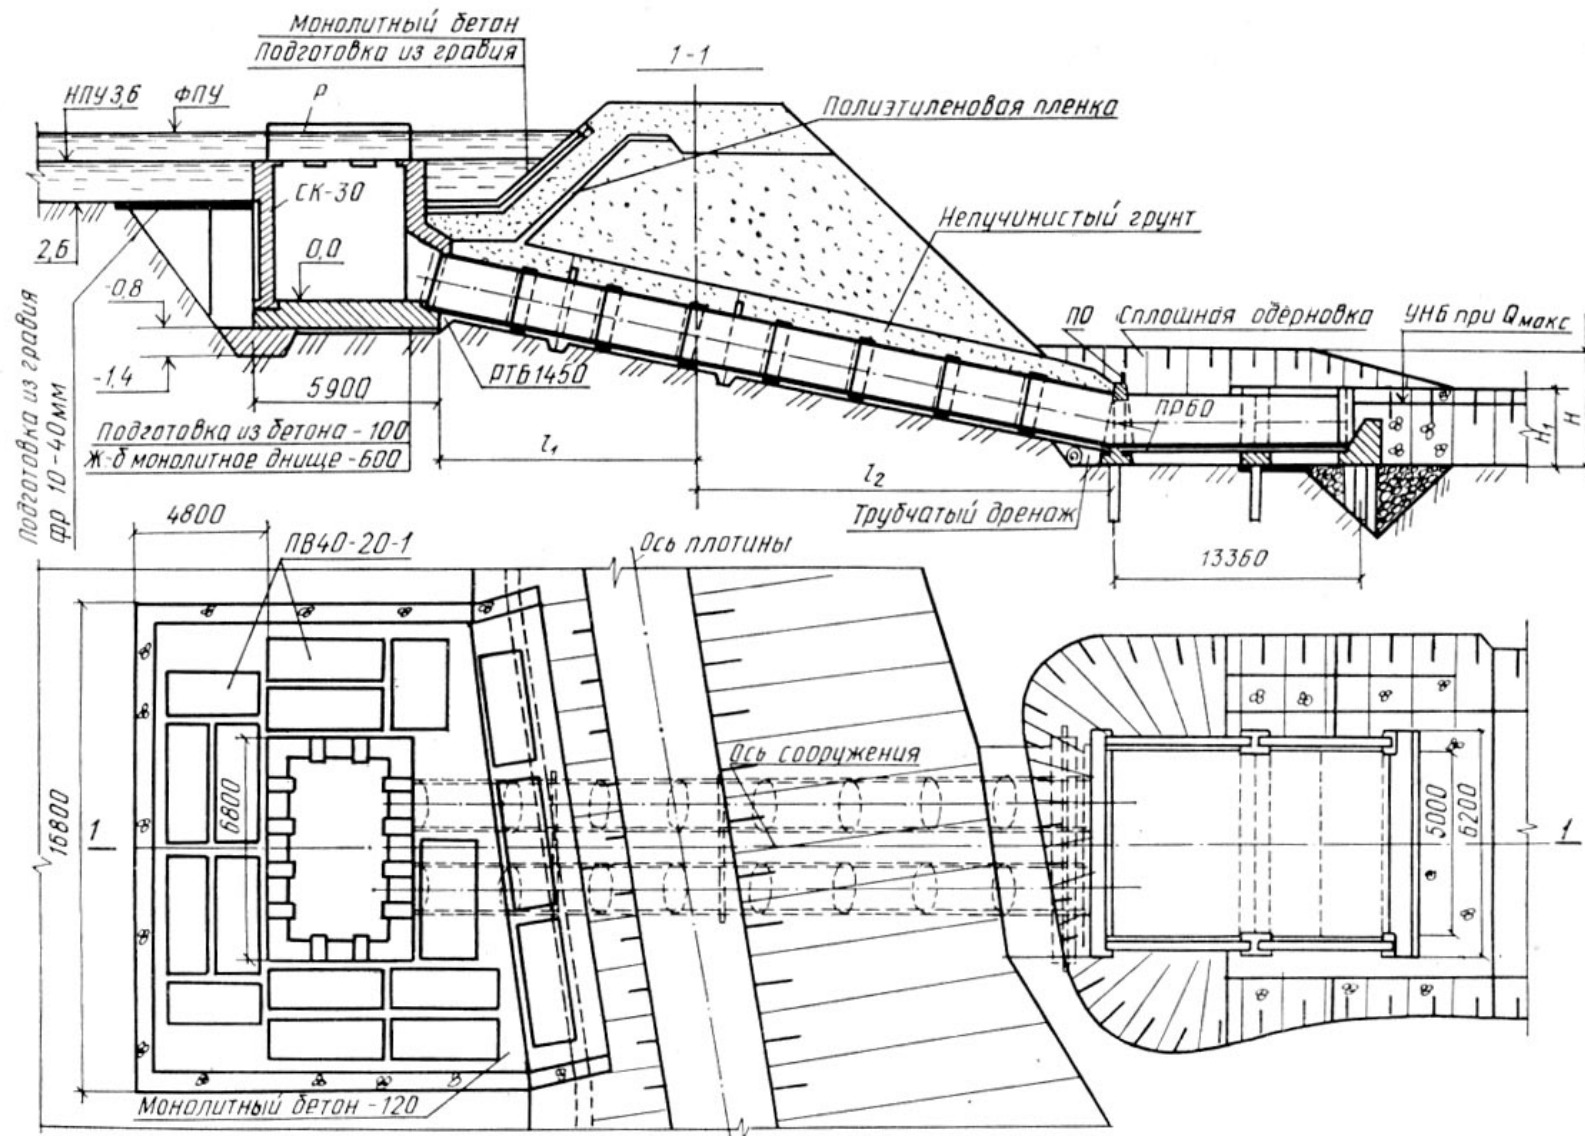 Монолитный бетон
Подготовка из гравия
1-1
НПУ 3,6
ФПУ
Р
Полиэтиленовая пленка
СК-30
Непучинистый грунт
2,6
0,0
-0,8
-1,4
ПО
Сплошная одерновка
УНБ при Qмакс
РТБ1450
5900
ПР60
H₁
H
Подготовка из бетона -100
Ж-б монолитное днище -600
l₁
l₂
Трубчатый дренаж
13360
Подготовка из гравия
фр 10-40мм
4800
ПВ40-20-1
Ось плотины
Ось сооружения
16800
6800
1
5000
6200
1
Монолитный бетон -120